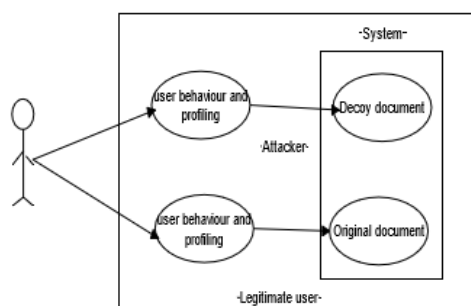 -System-
user behaviour and
profiling
Decoy document
-Attacker-
user behaviour and
profiling
Original document
-Legitimate user-